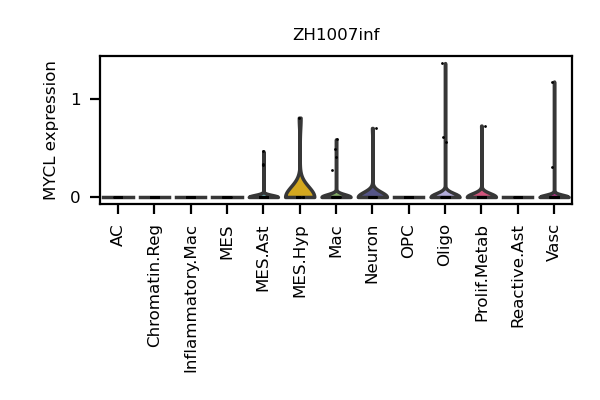 ZH1007inf
MYCL expression
1
0
AC
Chromatin.Reg
Inflammatory.Mac
MES
MES.Ast
MES.Hyp
Mac
Neuron
OPC
Oligo
Prolif.Metab
Reactive.Ast
Vasc